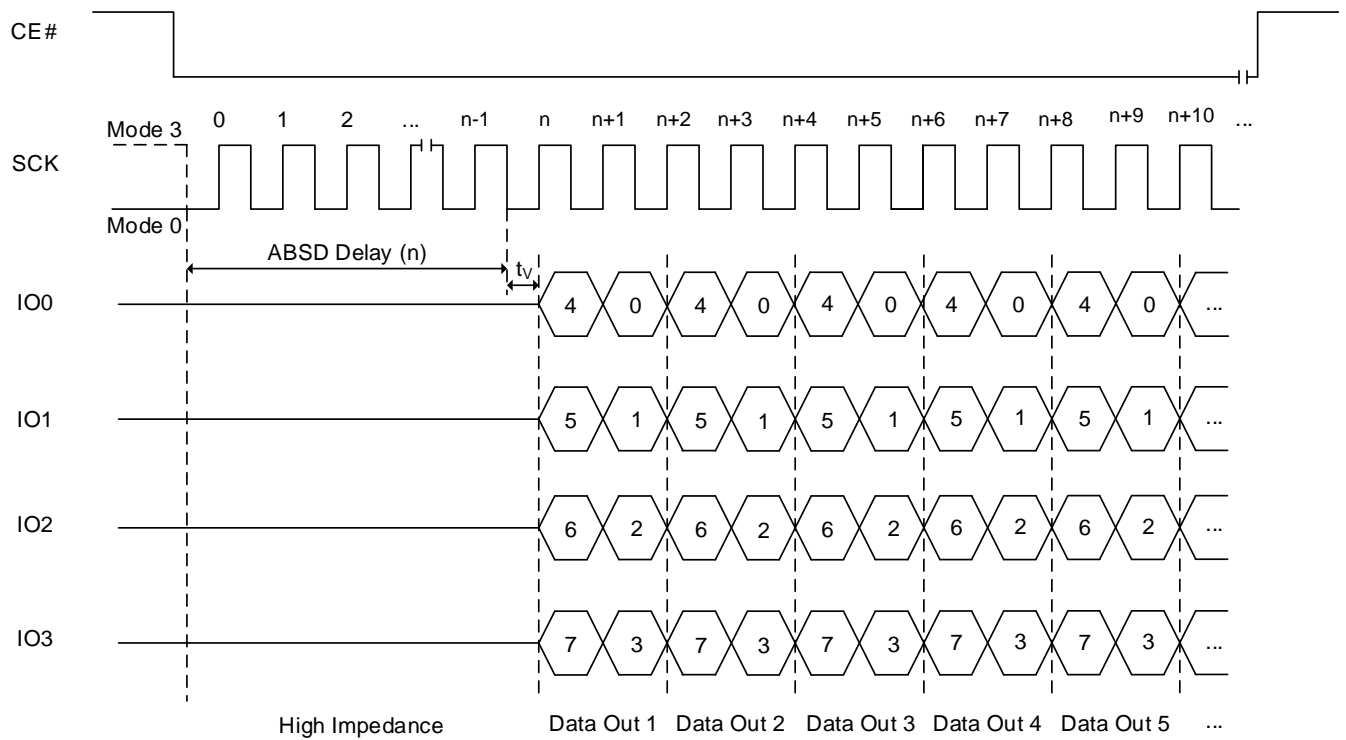 CE#
0 1 2 ... n-1 n n+1 n+2 n+3 n+4 n+5 n+6 n+7 n+8 n+9 n+10 ...
Mode 3
SCK
Mode 0
ABSD Delay (n)
tV
IO0 4 0 4 0 4 0 4 0 4 0 ...
IO1 5 1 5 1 5 1 5 1 5 1 ...
IO2 6 2 6 2 6 2 6 2 6 2 ...
IO3 7 3 7 3 7 3 7 3 7 3 ...
High Impedance Data Out 1 Data Out 2 Data Out 3 Data Out 4 Data Out 5 ...